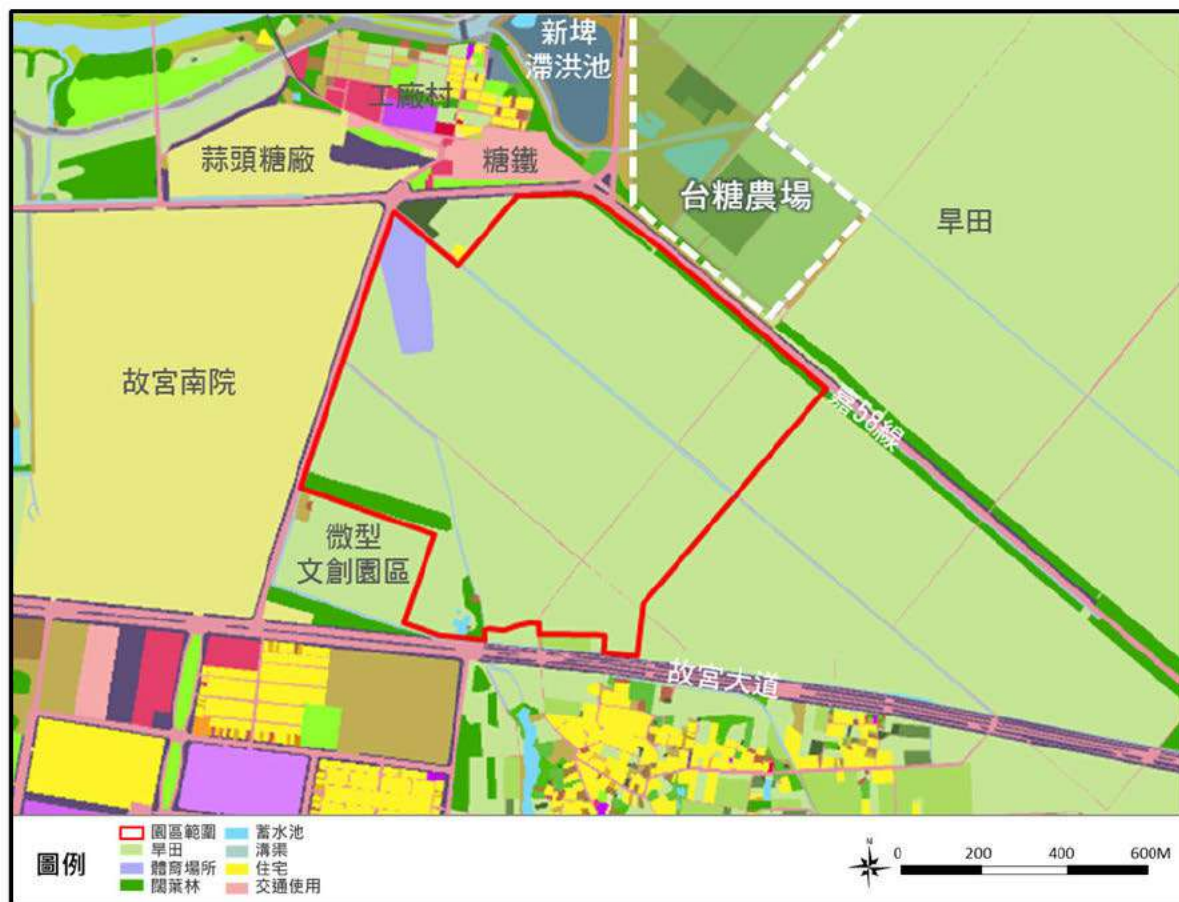 新埤
滯洪池
工廠村
蒜頭糖廠
糖鐵
台糖農場
旱田
故宮南院
嘉58線
微型
文創園區
故宮大道
圖例
園區範圍
旱田
體育場所
闊葉林
蓄水池
溝渠
住宅
交通使用
N
0 200 400 600M